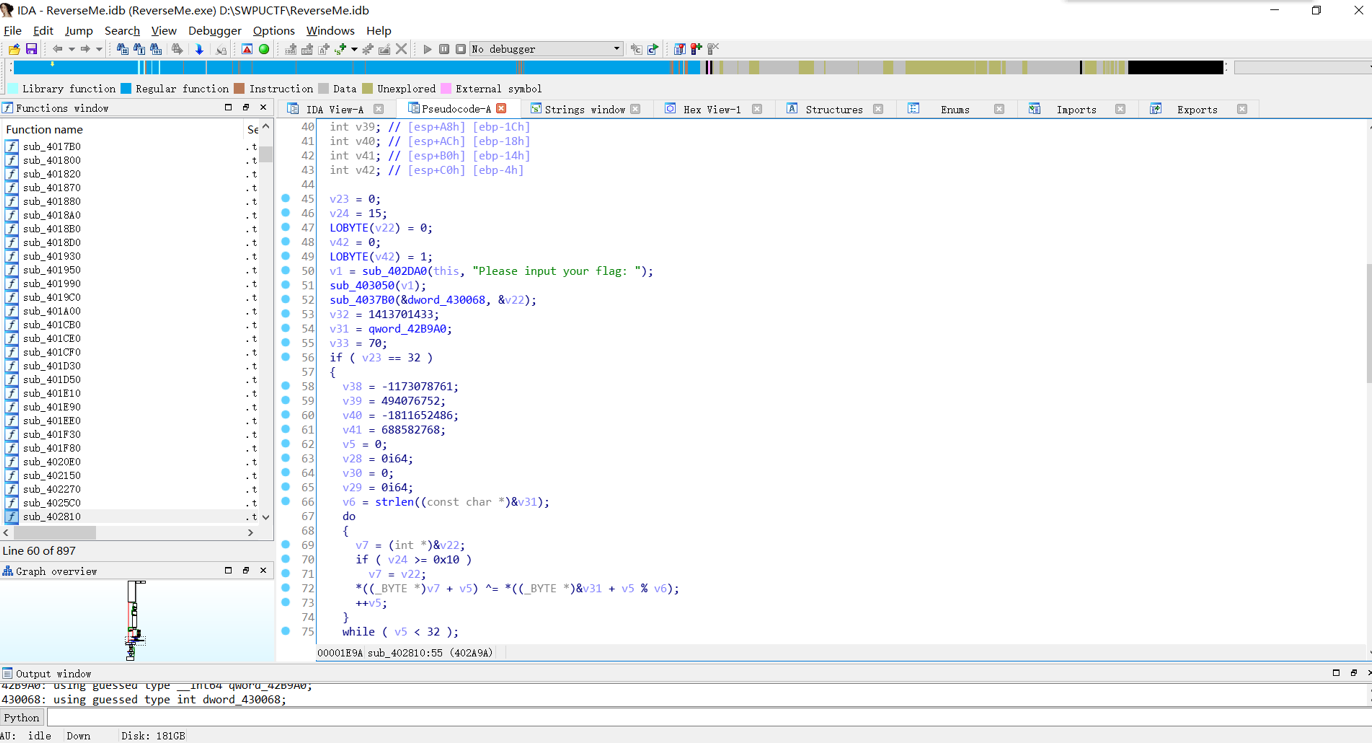 IDA - ReverseMe.idb (ReverseMe.exe) D:\SWPUCTF\ReverseMe.idb
File Edit Jump Search View Debugger Options Windows Help
No debugger
Library function Regular function Instruction Data Unexplored External symbol
Functions window
IDA View-A Pseudocode-A Strings window Hex View-1 Structures Enums Imports Exports
Function name Se
sub_4017B0 .t
sub_401800 .t
sub_401820 .t
sub_401870 .t
sub_401880 .t
sub_4018A0 .t
sub_4018B0 .t
sub_4018D0 .t
sub_401930 .t
sub_401950 .t
sub_401990 .t
sub_4019C0 .t
sub_401A00 .t
sub_401CB0 .t
sub_401CE0 .t
sub_401CF0 .t
sub_401D30 .t
sub_401D50 .t
sub_401E10 .t
sub_401E90 .t
sub_401EE0 .t
sub_401F30 .t
sub_401F80 .t
sub_4020E0 .t
sub_402150 .t
sub_402270 .t
sub_4025C0 .t
sub_402810 .t
Line 60 of 897
Graph overview
40 int v39; // [esp+A8h] [ebp-1Ch]
41 int v40; // [esp+ACh] [ebp-18h]
42 int v41; // [esp+B0h] [ebp-14h]
43 int v42; // [esp+C0h] [ebp-4h]
44
45 v23 = 0;
46 v24 = 15;
47 LOBYTE(v22) = 0;
48 v42 = 0;
49 LOBYTE(v42) = 1;
50 v1 = sub_402DA0(this, "Please input your flag: ");
51 sub_403050(v1);
52 sub_4037B0(&dword_430068, &v22);
53 v32 = 1413701433;
54 v31 = qword_42B9A0;
55 v33 = 70;
56 if ( v23 == 32 )
57 {
58 v38 = -1173078761;
59 v39 = 494076752;
60 v40 = -1811652486;
61 v41 = 688582768;
62 v5 = 0;
63 v28 = 0i64;
64 v30 = 0;
65 v29 = 0i64;
66 v6 = strlen((const char *)&v31);
67 do
68 {
69 v7 = (int *)&v22;
70 if ( v24 >= 0x10 )
71 v7 = v22;
72 *((_BYTE *)v7 + v5) ^= *((_BYTE *)&v31 + v5 % v6);
73 ++v5;
74 }
75 while ( v5 < 32 );
00001E9A sub_402810:55 (402A9A)
Output window
42B9A0: using guessed type __int64 qword_42B9A0;
430068: using guessed type int dword_430068;
Python
AU: idle Down Disk: 181GB